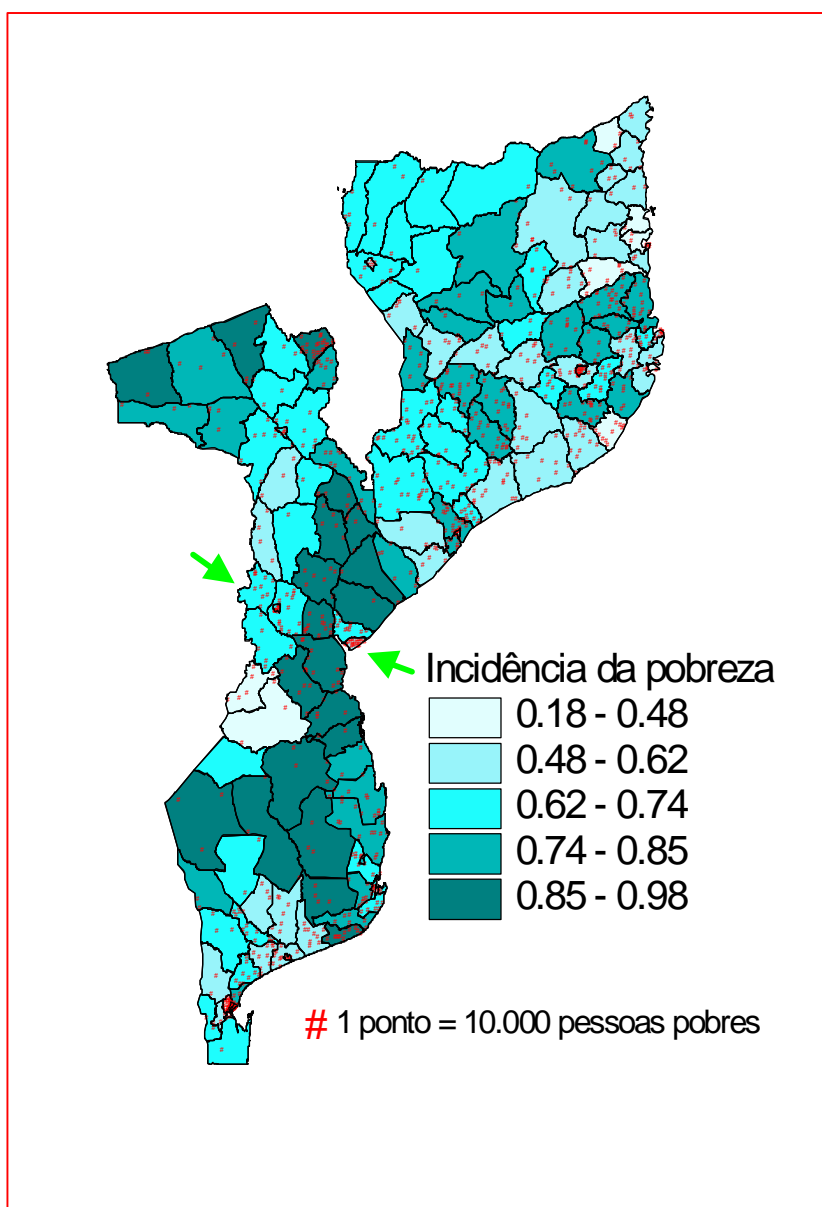 Incidência da pobreza
0.18 - 0.48
0.48 - 0.62
0.62 - 0.74
0.74 - 0.85
0.85 - 0.98
# 1 ponto = 10.000 pessoas pobres